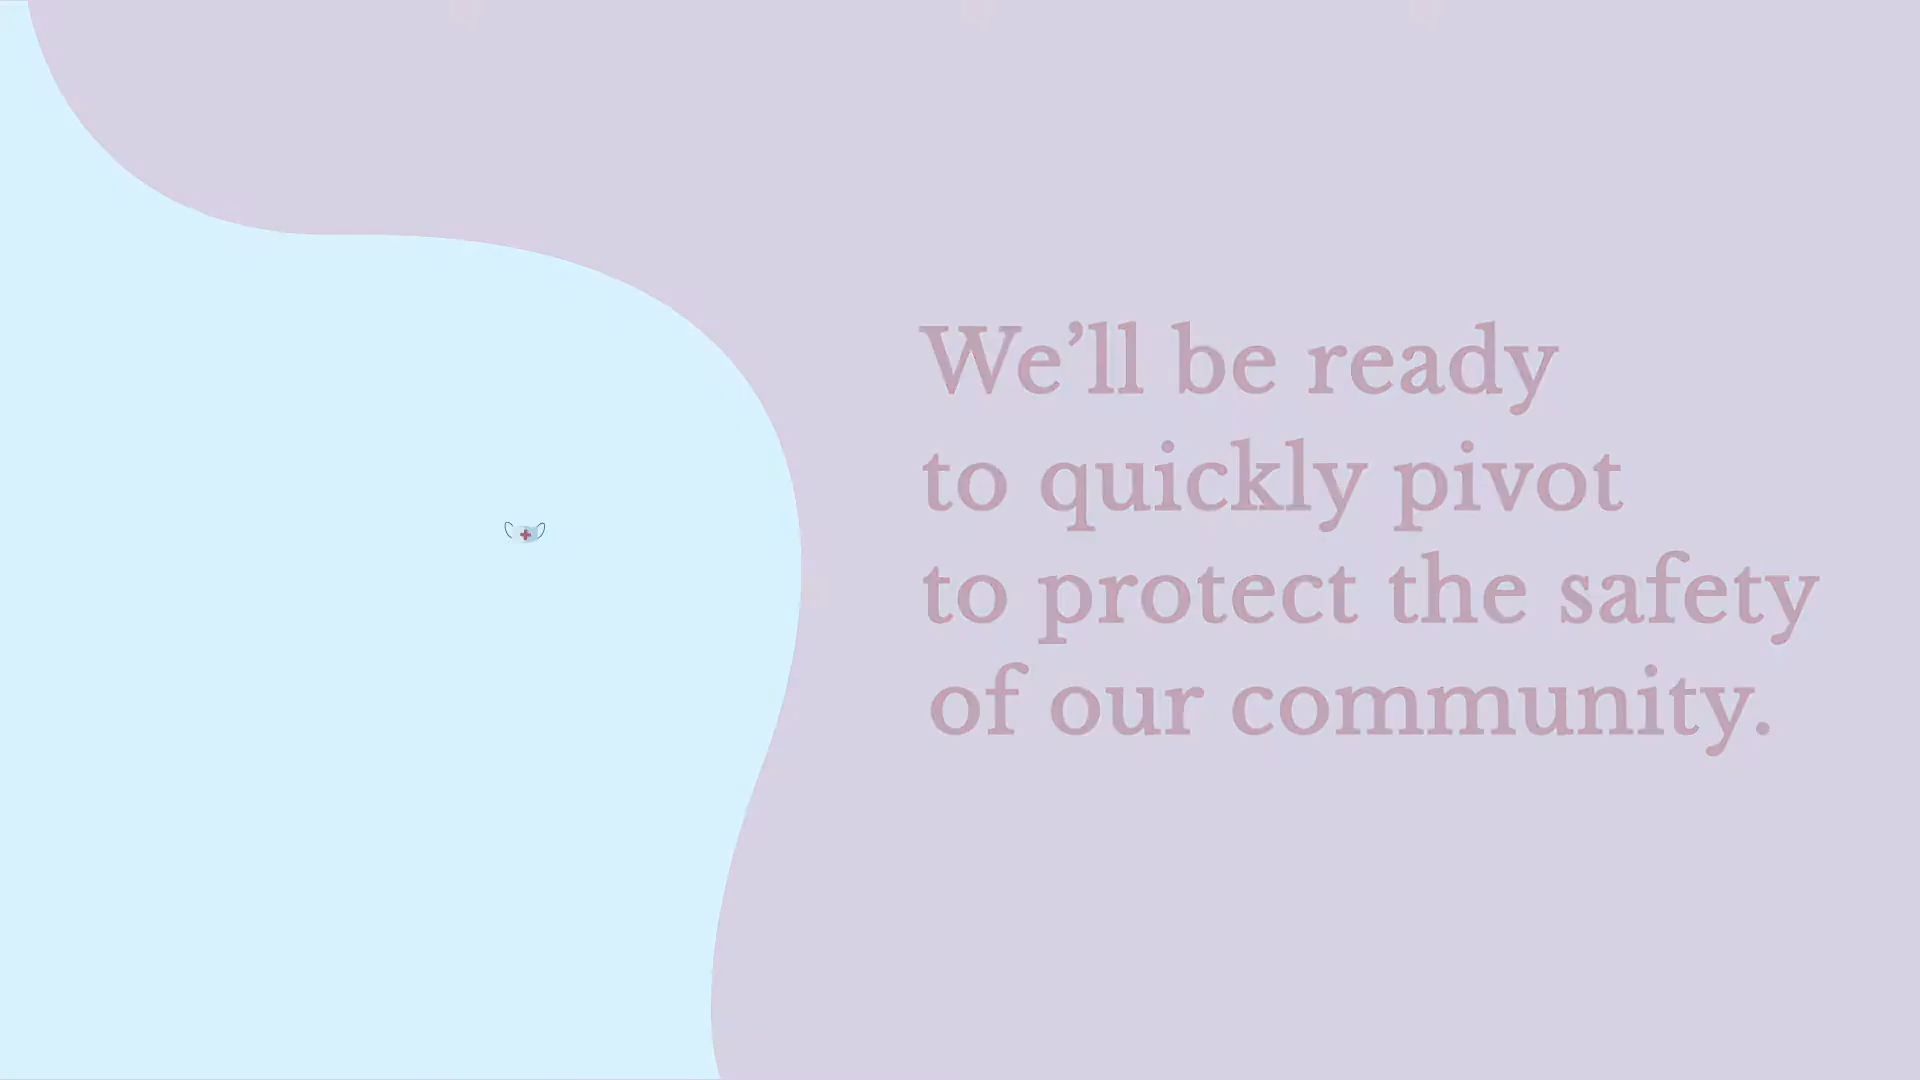 We’ll be ready
to quickly pivot
to protect the safety
of our community.